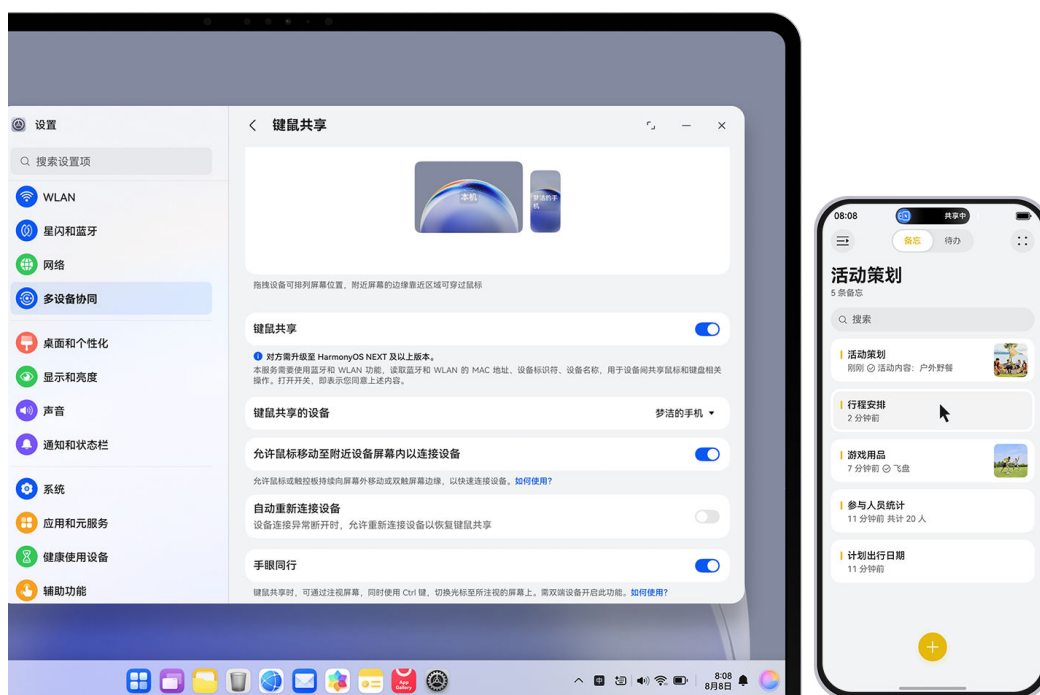 设置
搜索设置项
WLAN
星闪和蓝牙
网络
多设备协同
桌面和个性化
显示和亮度
声音
通知和状态栏
系统
应用和元服务
健康使用设备
辅助功能
键鼠共享
本机
梦洁的手
机
拖拽设备可排列屏幕位置，附近屏幕的边缘靠近区域可穿过鼠标
键鼠共享
对方需升级至 HarmonyOS NEXT 及以上版本。
本服务需要使用蓝牙和 WLAN 功能，读取蓝牙和 WLAN 的 MAC 地址、设备标识符、设备名称，用于设备间共享鼠标和键盘相关
操作。打开开关，即表示您同意上述内容。
键鼠共享的设备
梦洁的手机
允许鼠标移动至附近设备屏幕内以连接设备
允许鼠标或触控板持续向屏幕外移动或双触屏幕边缘，以快速连接设备。如何使用?
自动重新连接设备
设备连接异常断开时，允许重新连接设备以恢复键鼠共享
手眼同行
键鼠共享时，可通过注视屏幕，同时使用 Ctrl 键，切换光标至所注视的屏幕上。需双端设备开启此功能。如何使用?
App
Gallery
中
8:08
8月8日
08:08
共享中
备忘
待办
活动策划
5 条备忘
搜索
活动策划
刚刚 活动内容：户外野餐
行程安排
2 分钟前
游戏用品
7 分钟前 飞盘
参与人员统计
11 分钟前 共计 20 人
计划出行日期
11 分钟前